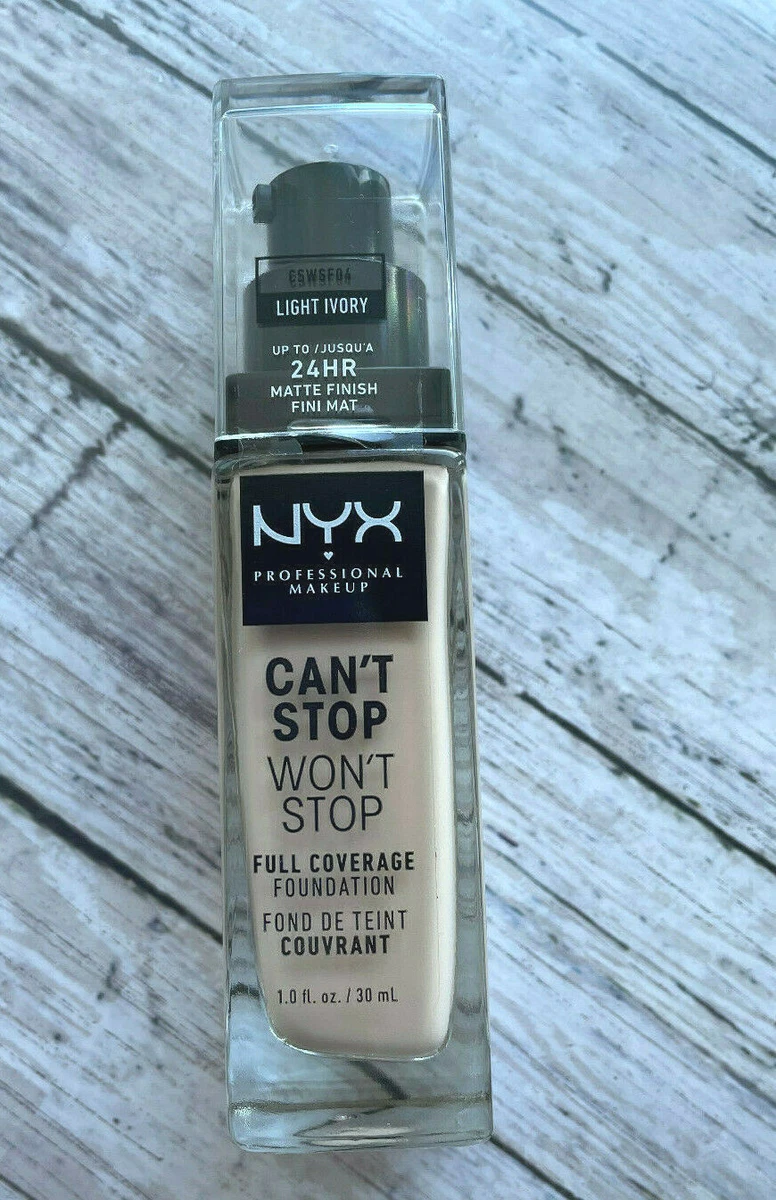 CSWSF04
LIGHT IVORY
UP TO / JUSQU'A
24HR
MATTE FINISH
FINI MAT
NYX
PROFESSIONAL
MAKEUP
CAN'T
STOP
WON'T
STOP
FULL COVERAGE
FOUNDATION
FOND DE TEINT
COUVRANT
1.0 fl. oz. / 30 mL